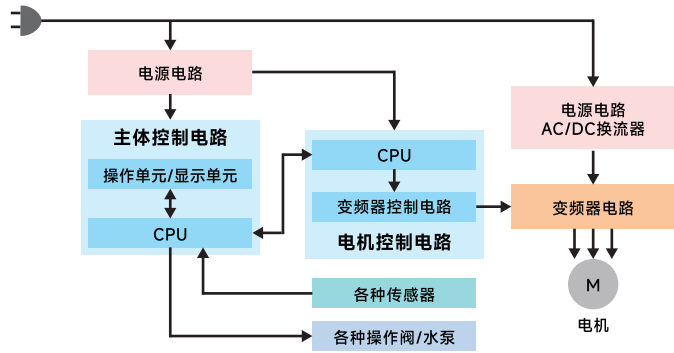 电源电路
主体控制电路
操作单元/显示单元
CPU
CPU
变频器控制电路
电机控制电路
各种传感器
各种操作阀/水泵
电源电路
AC/DC换流器
变频器电路
M
电机